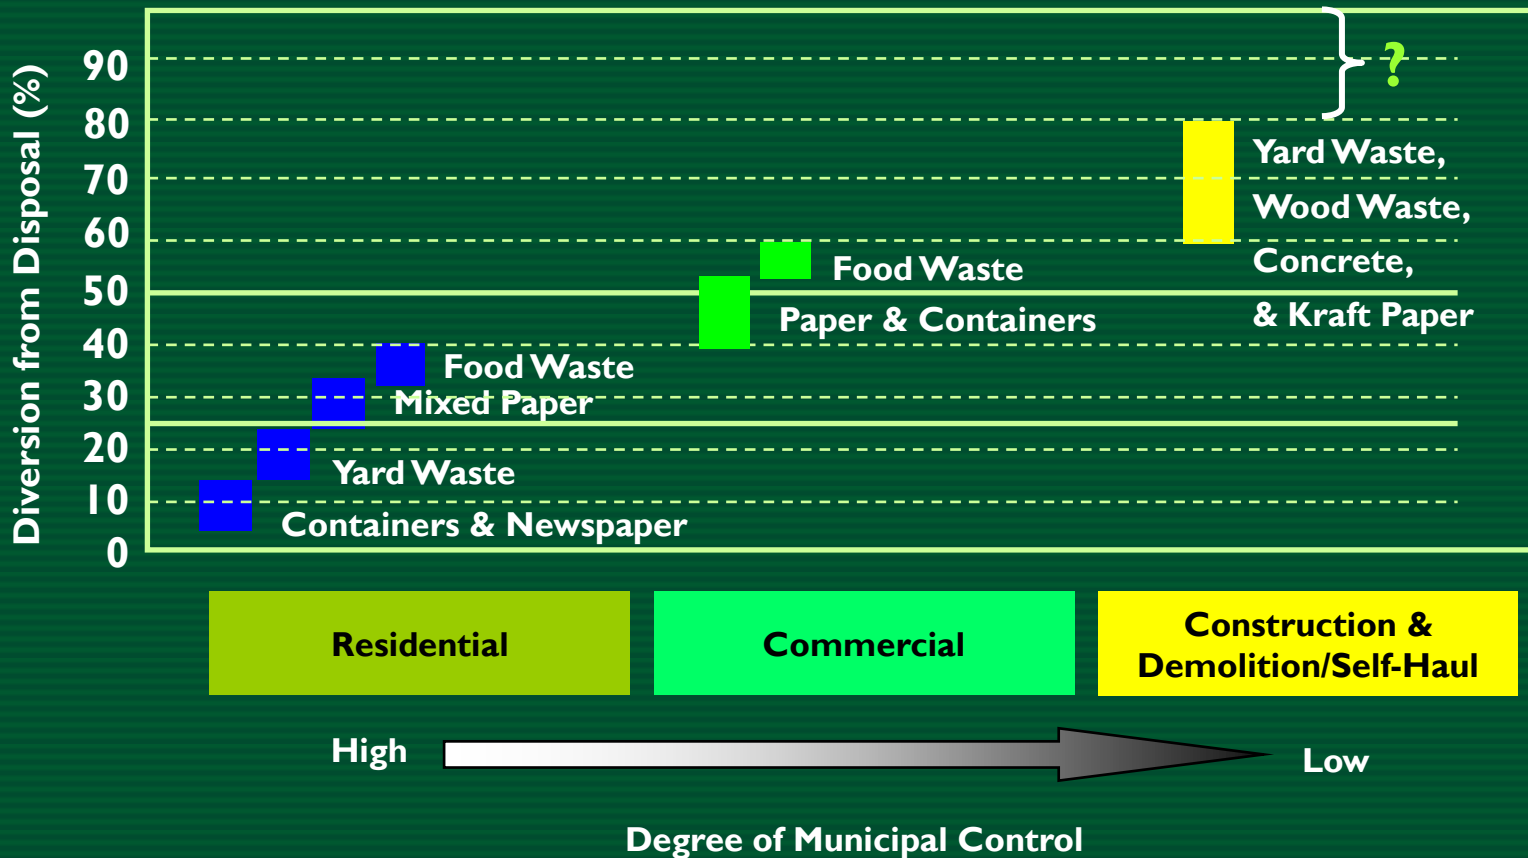 Diversion from Disposal (%)
90
80
70
60
50
40
30
20
10
0
?
Yard Waste,
Wood Waste,
Concrete,
& Kraft Paper
Food Waste
Paper & Containers
Food Waste
Mixed Paper
Yard Waste
Containers & Newspaper
Residential
Commercial
Construction &
Demolition/Self-Haul
High
Low
Degree of Municipal Control